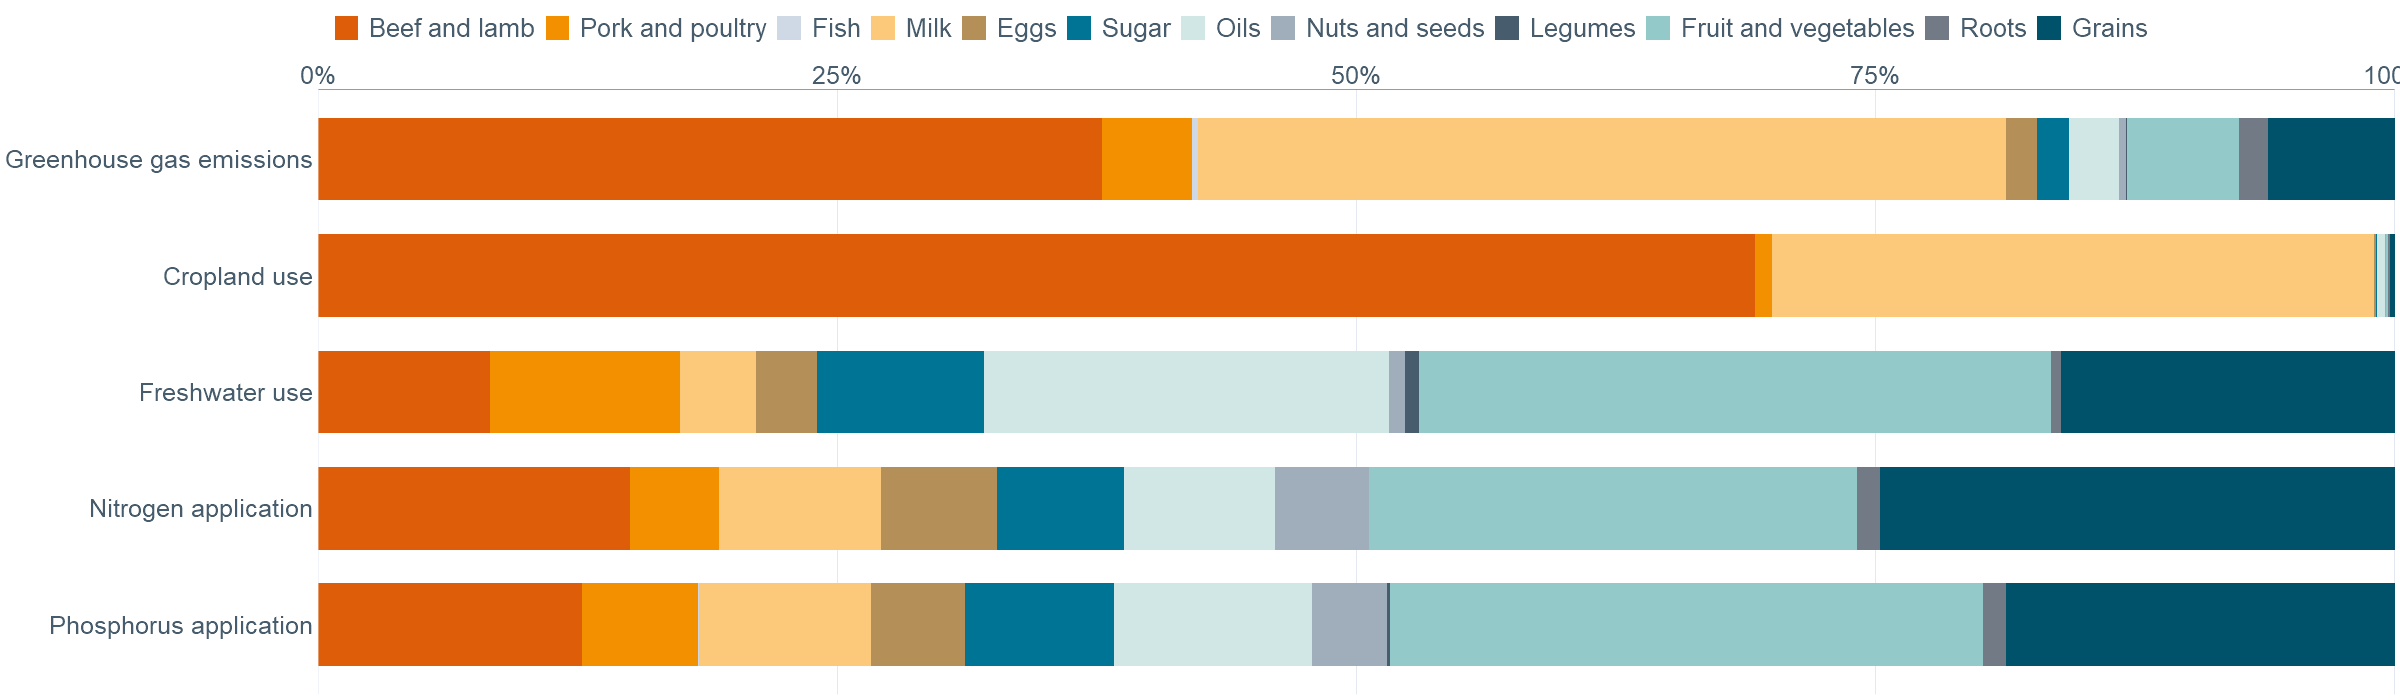 Beef and lamb Pork and poultry Fish Milk Eggs Sugar Oils Nuts and seeds Legumes Fruit and vegetables Roots Grains
0% 25% 50% 75% 100
Greenhouse gas emissions
Cropland use
Freshwater use
Nitrogen application
Phosphorus application